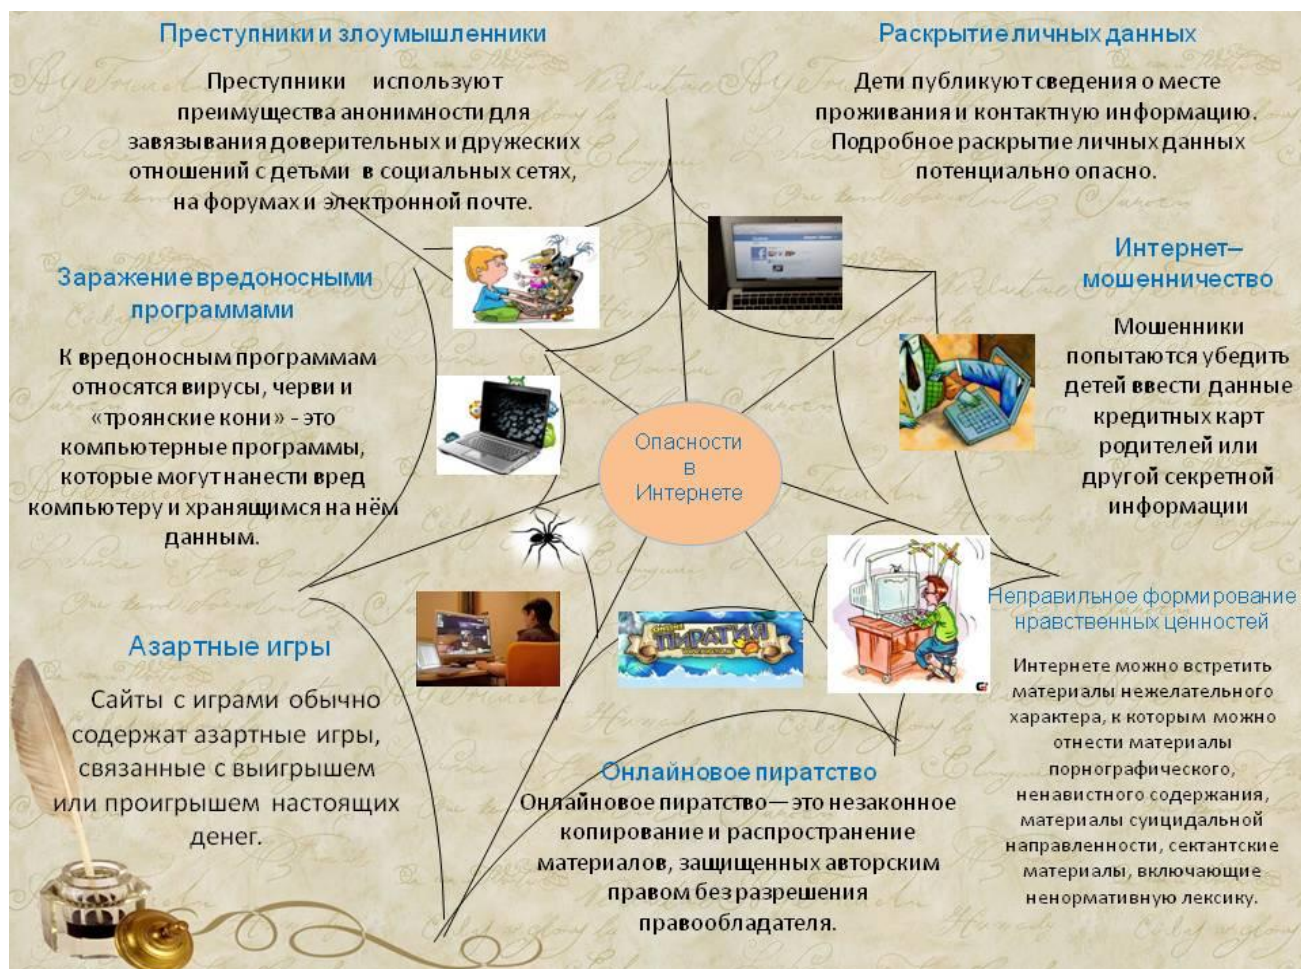 Преступники и злоумышленники
Преступники используют
преимущества анонимности для
завязывания доверительных и дружеских
отношений с детьми в социальных сетях,
на форумах и электронной почте.
Раскрытие личных данных
Дети публикуют сведения о месте
проживания и контактную информацию.
Подробное раскрытие личных данных
потенциально опасно.
Заражение вредоносными
программами
К вредоносным программам
относятся вирусы, черви и
«троянские кони» - это
компьютерные программы,
которые могут нанести вред
компьютеру и хранящимся на нём
данным.
Интернет–
мошенничество
Мошенники
попытаются убедить
детей ввести данные
кредитных карт
родителей или
другой секретной
информации
Опасности
в
Интернете
Азартные игры
Сайты с играми обычно
содержат азартные игры,
связанные с выигрышем
или проигрышем настоящих
денег.
ПИРАТИЯ
Онлайновое пиратство
Онлайновое пиратство—это незаконное
копирование и распространение
материалов, защищенных авторским
правом без разрешения
правообладателя.
Неправильное формирование
нравственных ценностей
Интернете можно встретить
материалы нежелательного
характера, к которым можно
отнести материалы
порнографического,
ненавистного содержания,
материалы суицидальной
направленности, сектантские
материалы, включающие
ненормативную лексику.